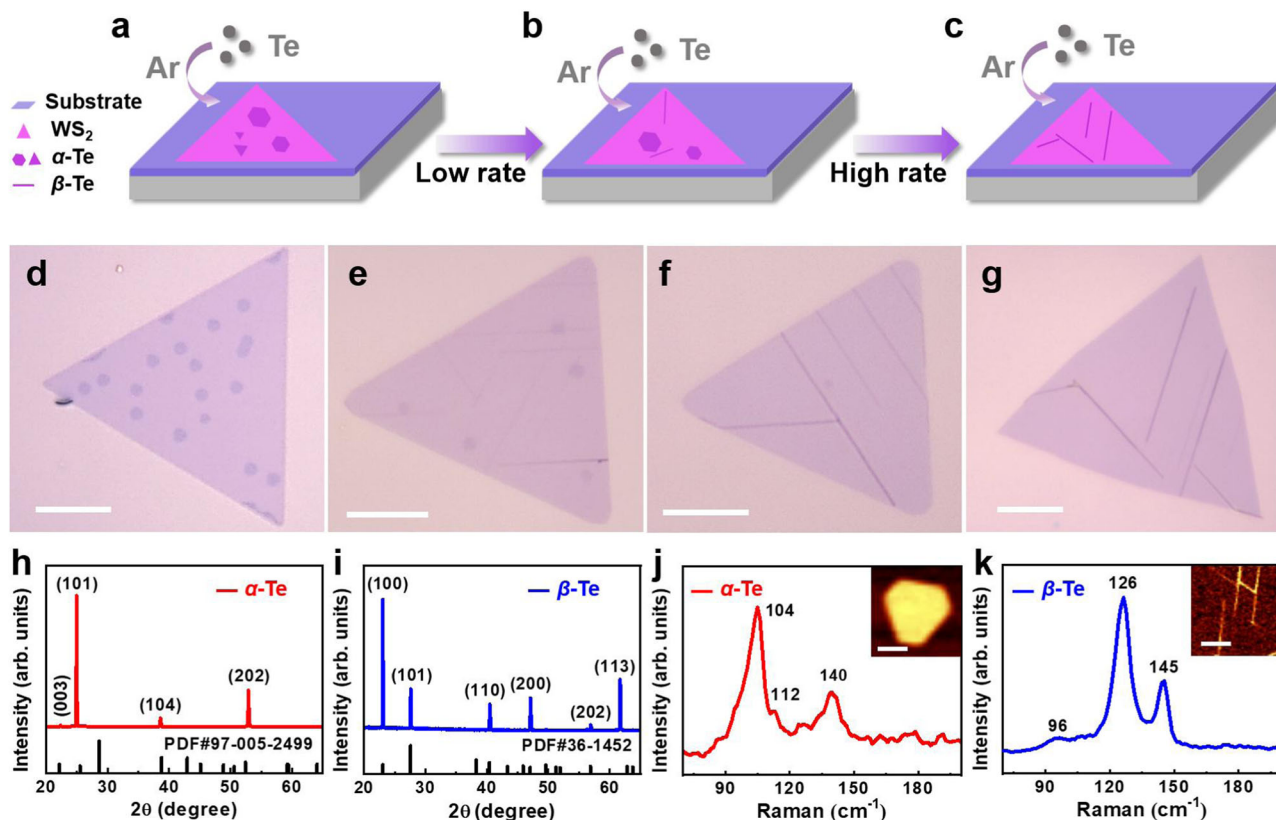 a
b
c
Te
Te
Te
Ar
Ar
Ar
Substrate
WS₂
α-Te
β-Te
Low rate
High rate
d
e
f
g
h
(101)
α-Te
(003)
(104)
(202)
PDF#97-005-2499
Intensity (arb. units)
20 30 40 50 60
2θ (degree)
i
(100)
β-Te
(101)
(110)
(200)
(202)
(113)
PDF#36-1452
Intensity (arb. units)
20 30 40 50 60
2θ (degree)
j
α-Te
104
112
140
Intensity (arb. units)
90 120 150 180
Raman (cm⁻¹)
k
β-Te
126
145
96
Intensity (arb. units)
90 120 150 180
Raman (cm⁻¹)